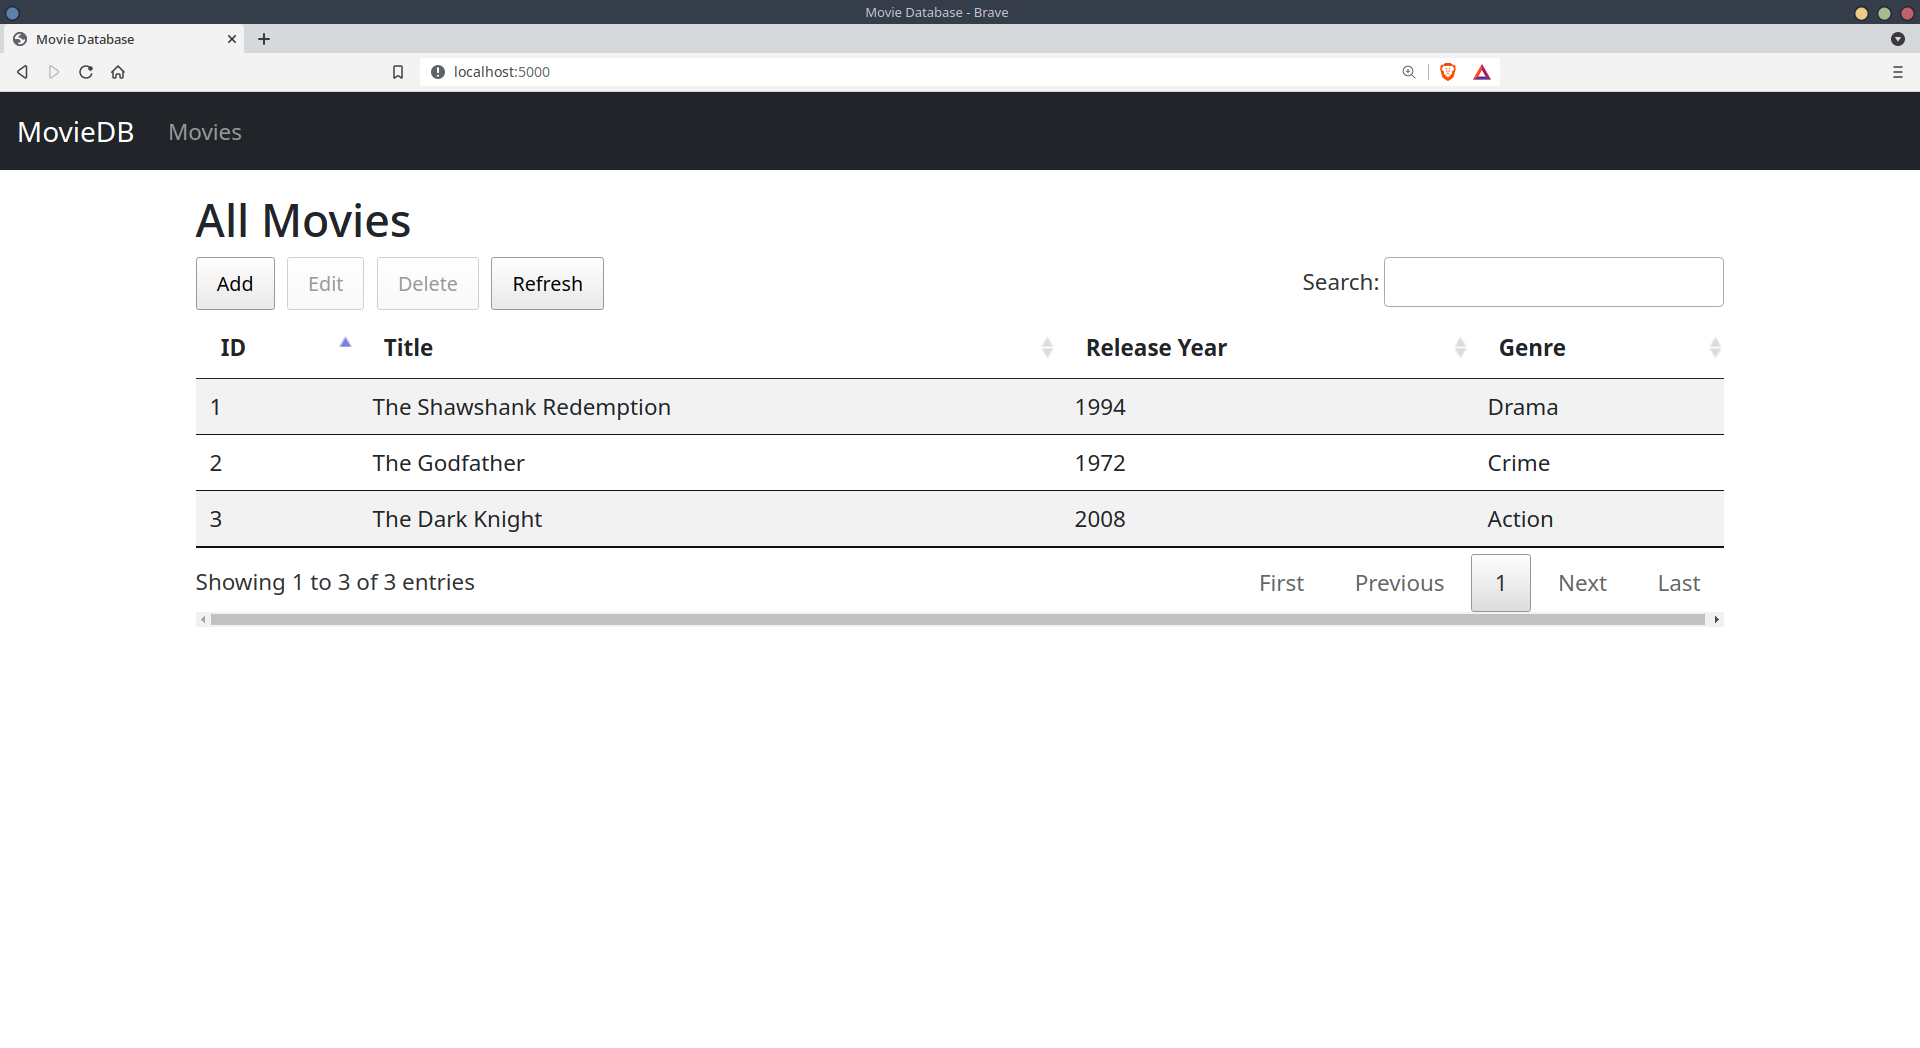 Movie Database - Brave
Movie Database
localhost:5000
MovieDB Movies
All Movies
Add Edit Delete Refresh Search:
ID Title Release Year Genre
1 The Shawshank Redemption 1994 Drama
2 The Godfather 1972 Crime
3 The Dark Knight 2008 Action
Showing 1 to 3 of 3 entries First Previous 1 Next Last